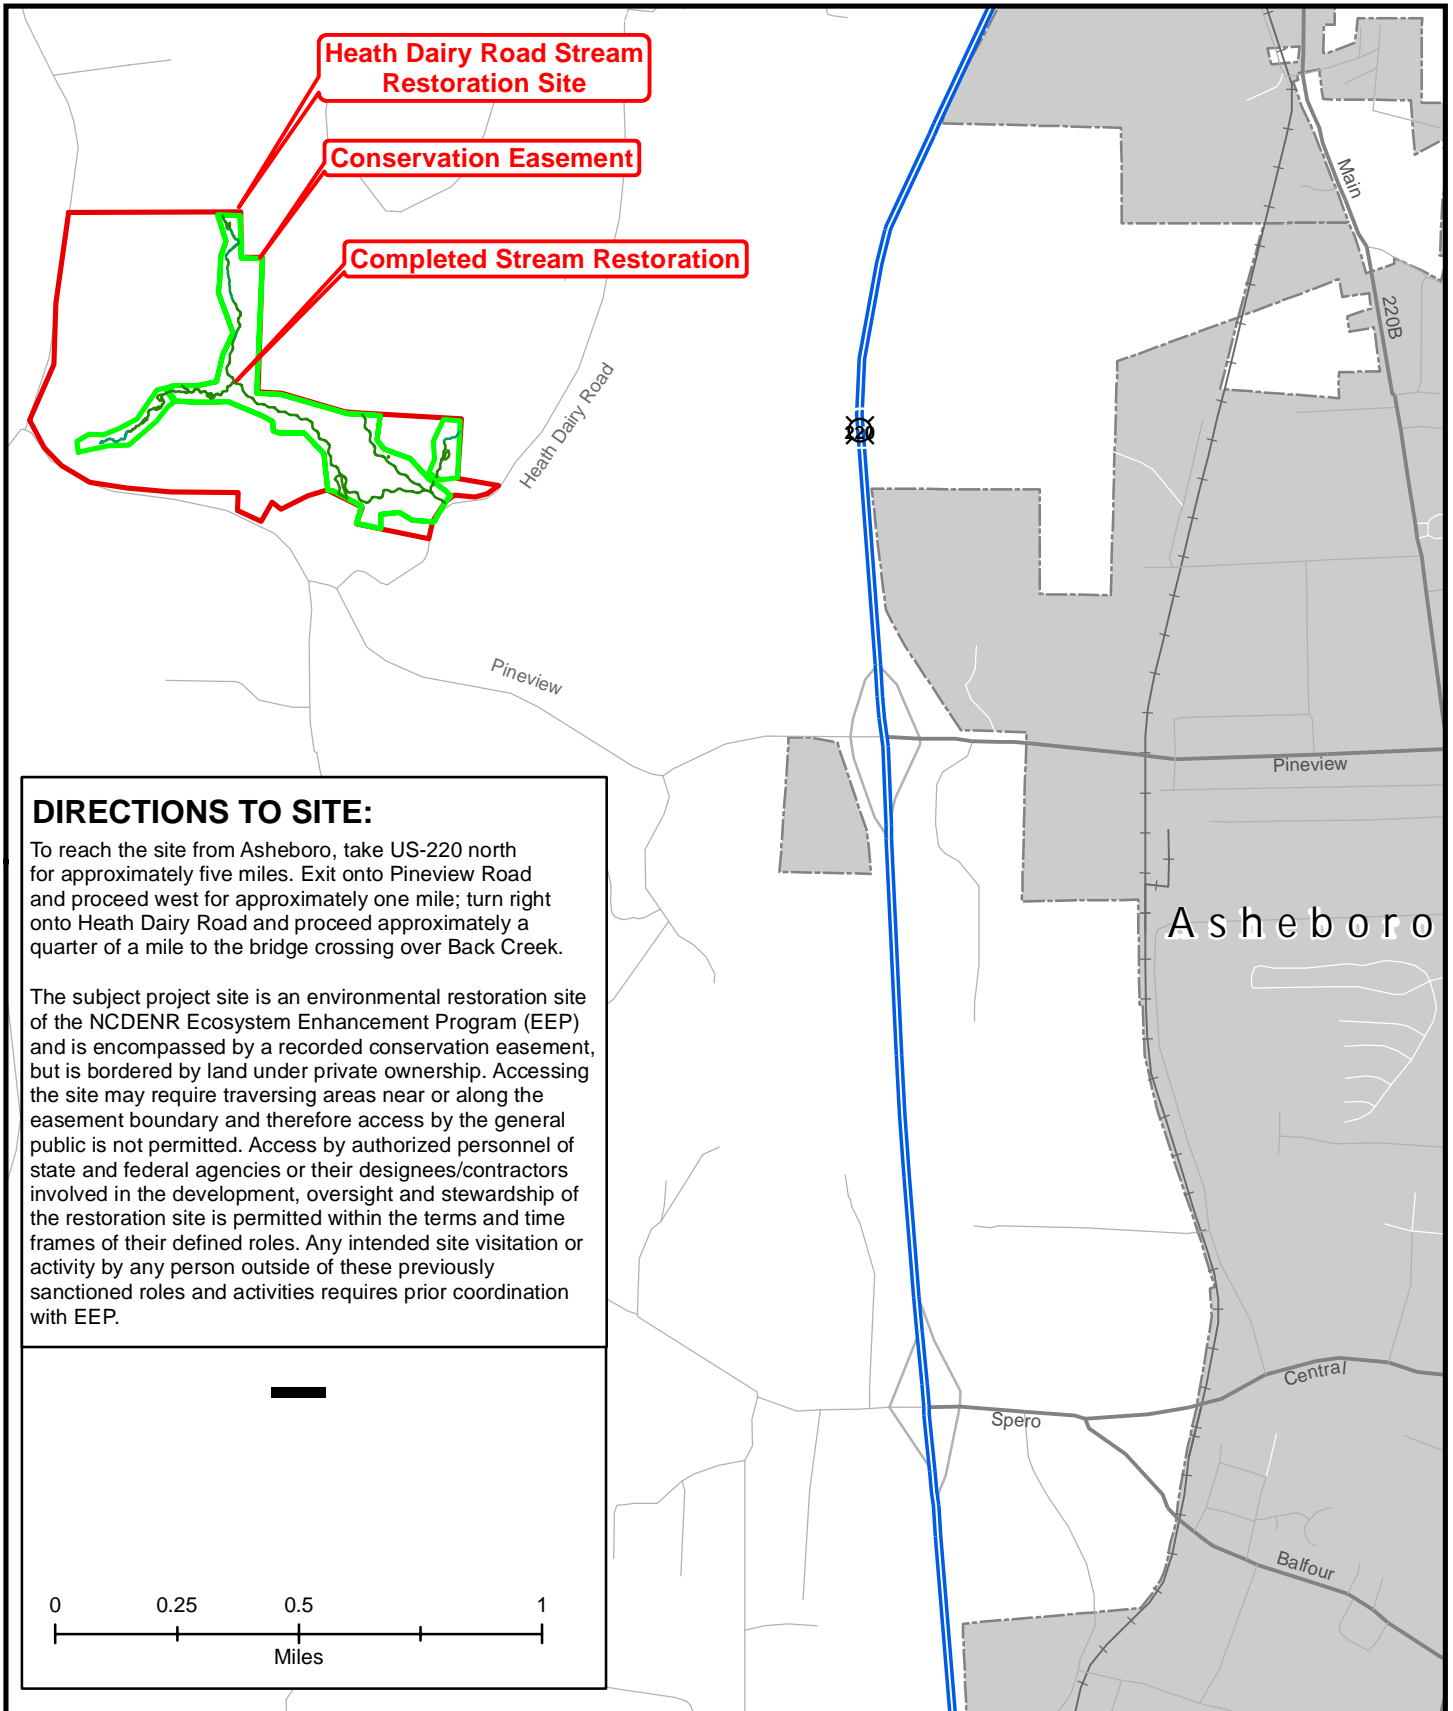 Heath Dairy Road Stream
Restoration Site
Conservation Easement
Completed Stream Restoration
Main
220B
Heath Dairy Road
220
Pineview
Pineview
DIRECTIONS TO SITE:
To reach the site from Asheboro, take US-220 north
for approximately five miles. Exit onto Pineview Road
and proceed west for approximately one mile; turn right
onto Heath Dairy Road and proceed approximately a
quarter of a mile to the bridge crossing over Back Creek.
The subject project site is an environmental restoration site
of the NCDENR Ecosystem Enhancement Program (EEP)
and is encompassed by a recorded conservation easement,
but is bordered by land under private ownership. Accessing
the site may require traversing areas near or along the
easement boundary and therefore access by the general
public is not permitted. Access by authorized personnel of
state and federal agencies or their designees/contractors
involved in the development, oversight and stewardship of
the restoration site is permitted within the terms and time
frames of their defined roles. Any intended site visitation or
activity by any person outside of these previously
sanctioned roles and activities requires prior coordination
with EEP.
Asheboro
Central
Spero
Balfour
0 0.25 0.5 1
Miles